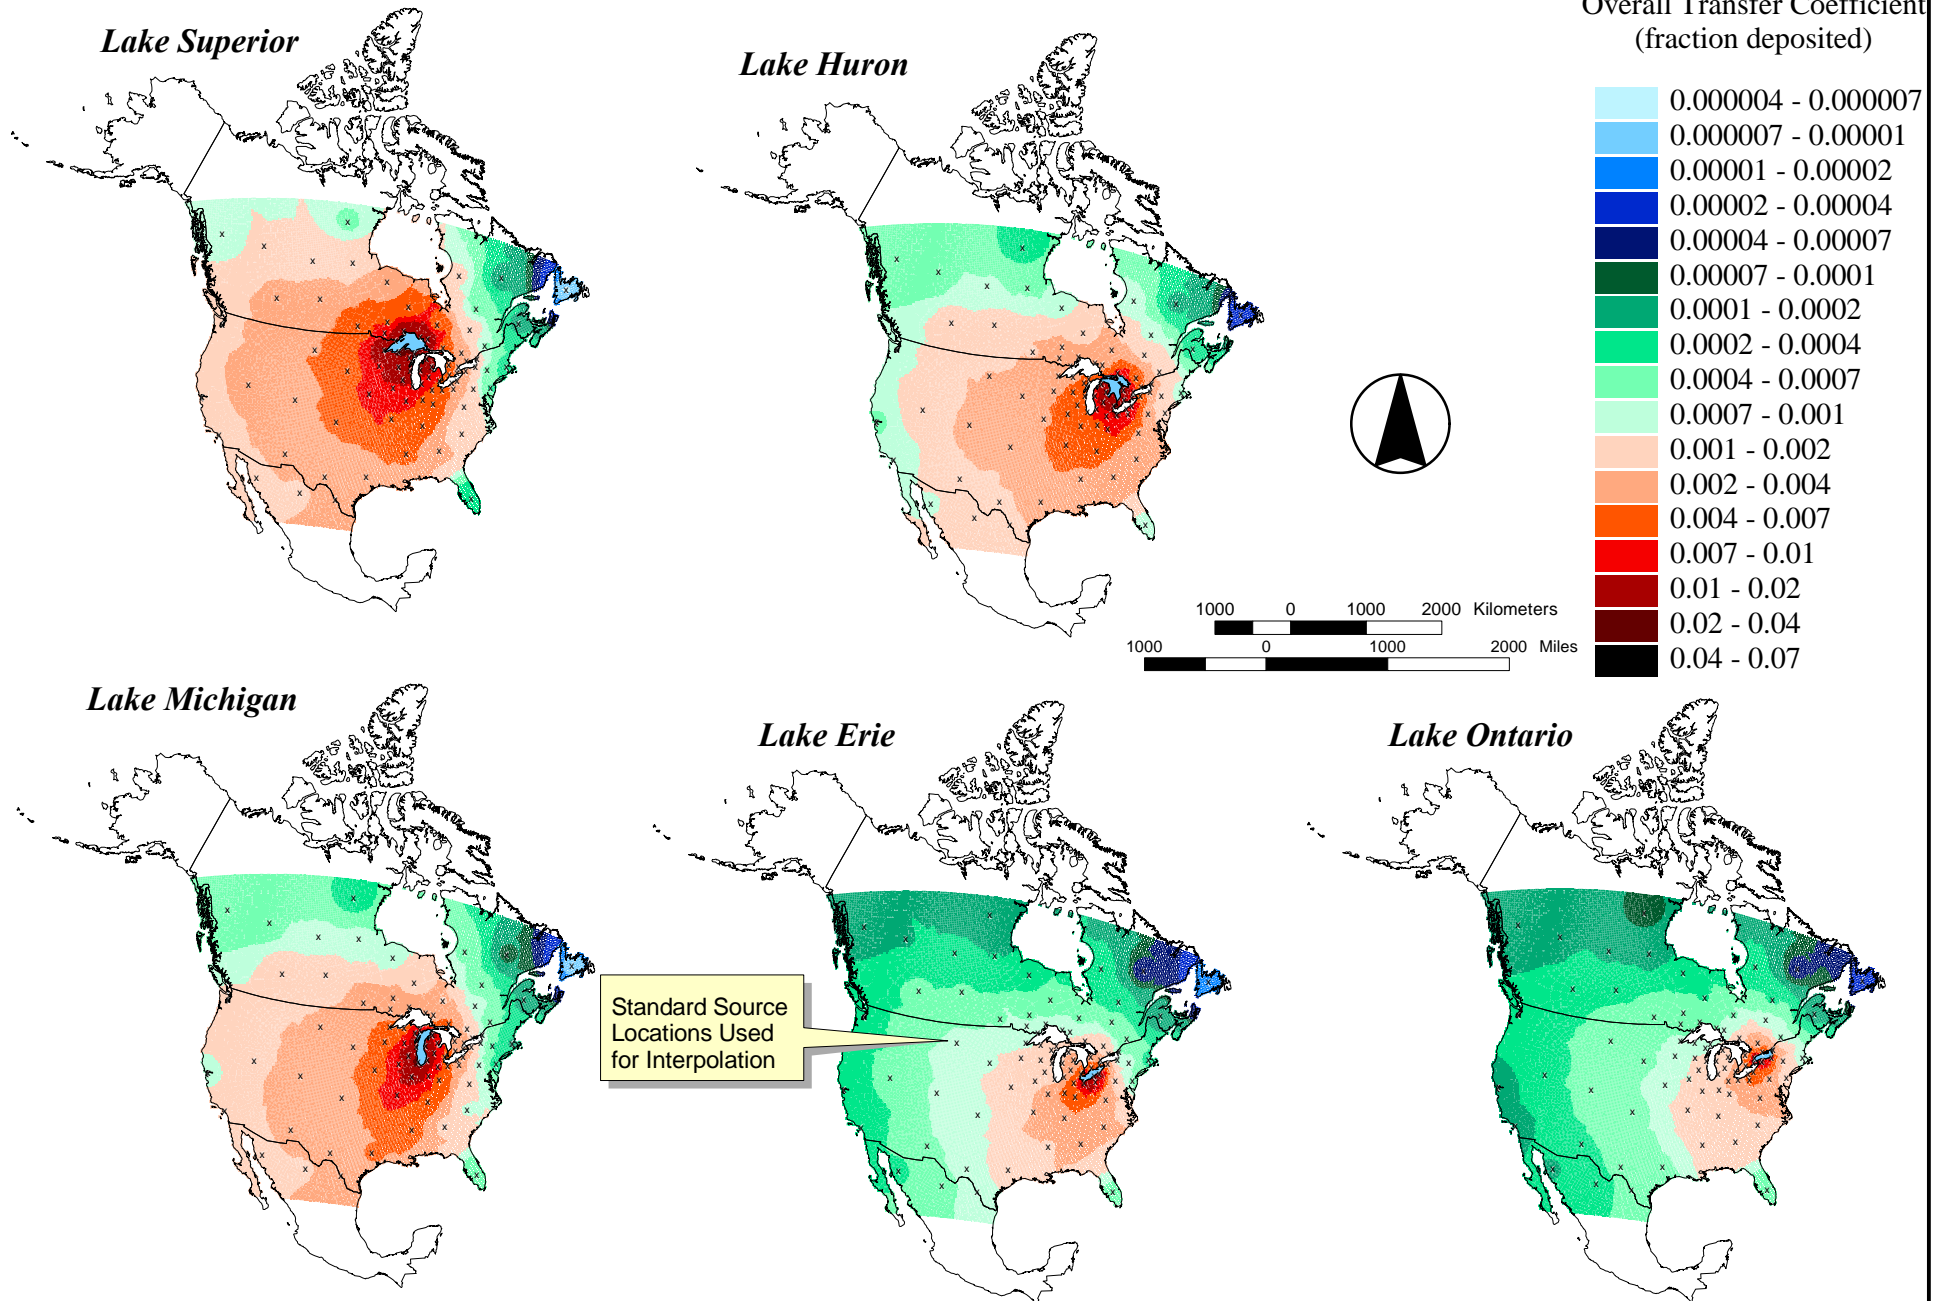 Overall Transfer Coefficient
(fraction deposited)
Lake Superior
Lake Huron
0.000004 - 0.000007
0.000007 - 0.00001
0.00001 - 0.00002
0.00002 - 0.00004
0.00004 - 0.00007
0.00007 - 0.0001
0.0001 - 0.0002
0.0002 - 0.0004
0.0004 - 0.0007
0.0007 - 0.001
0.001 - 0.002
0.002 - 0.004
0.004 - 0.007
0.007 - 0.01
0.01 - 0.02
0.02 - 0.04
0.04 - 0.07
1000 0 1000 2000 Kilometers
1000 0 1000 2000 Miles
Lake Michigan
Lake Erie
Lake Ontario
Standard Source
Locations Used
for Interpolation